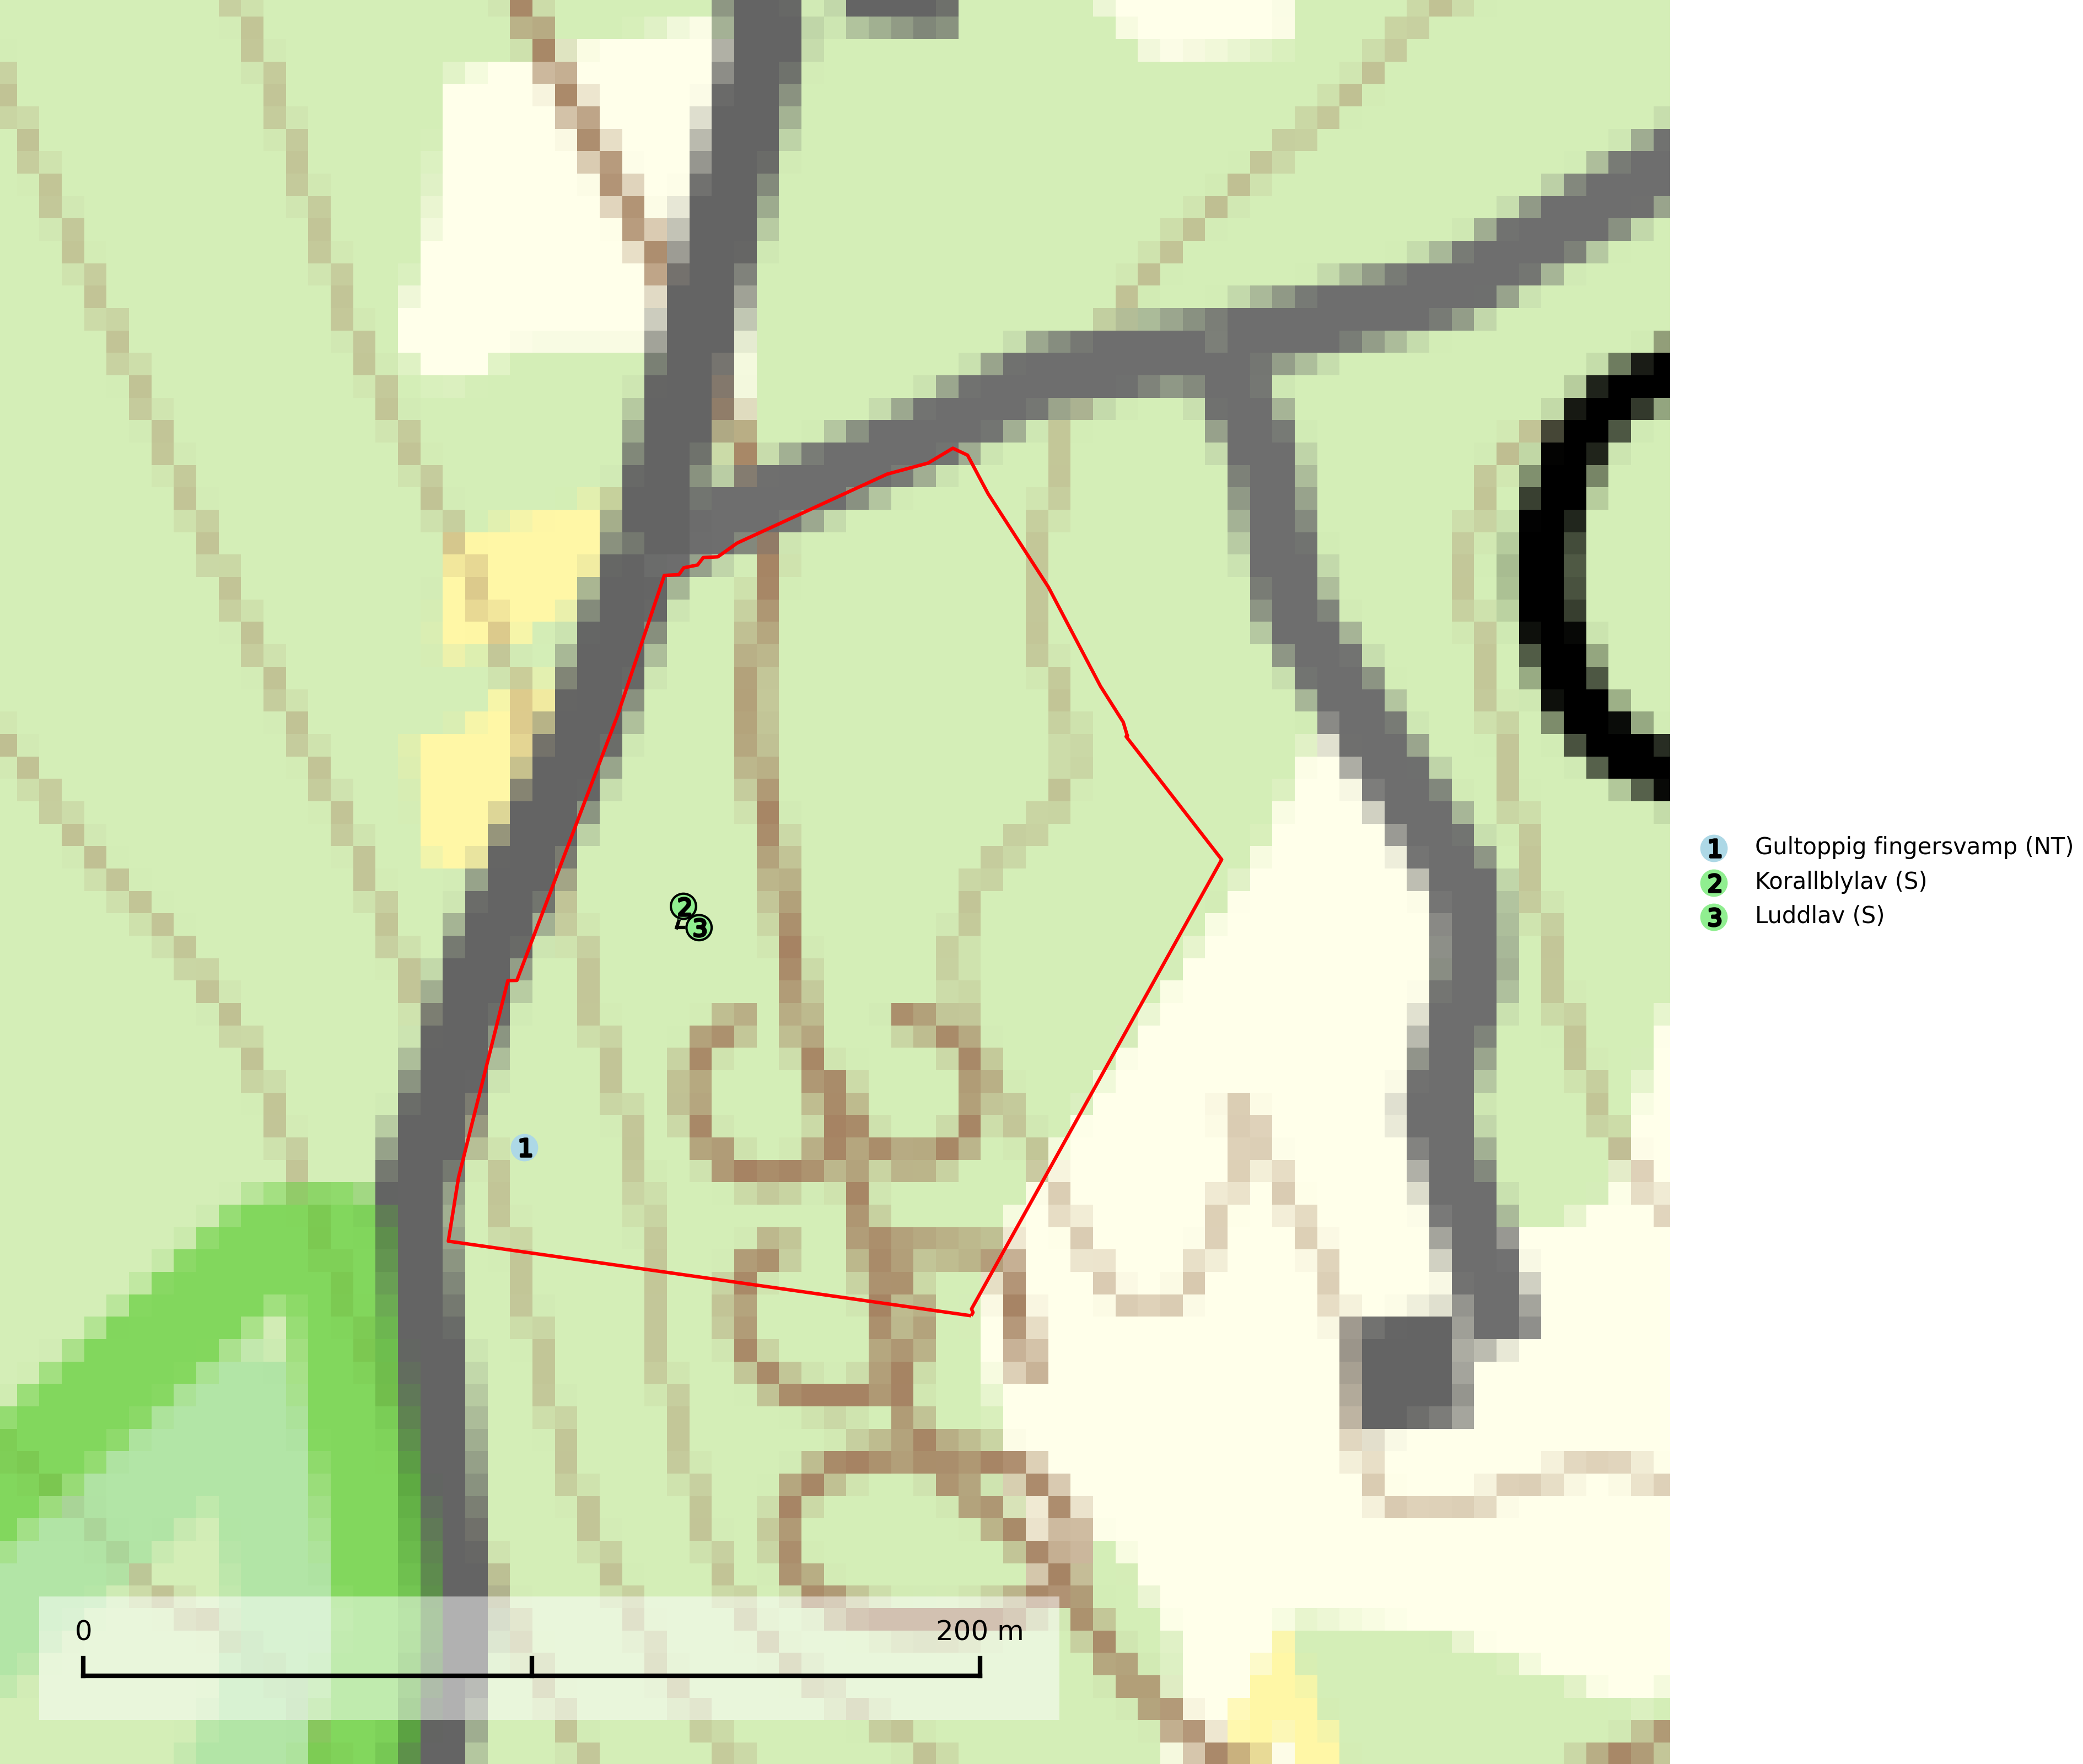 2
3
1
1 Gultoppig fingersvamp (NT)
2 Korallblylav (S)
3 Luddlav (S)
0 200 m